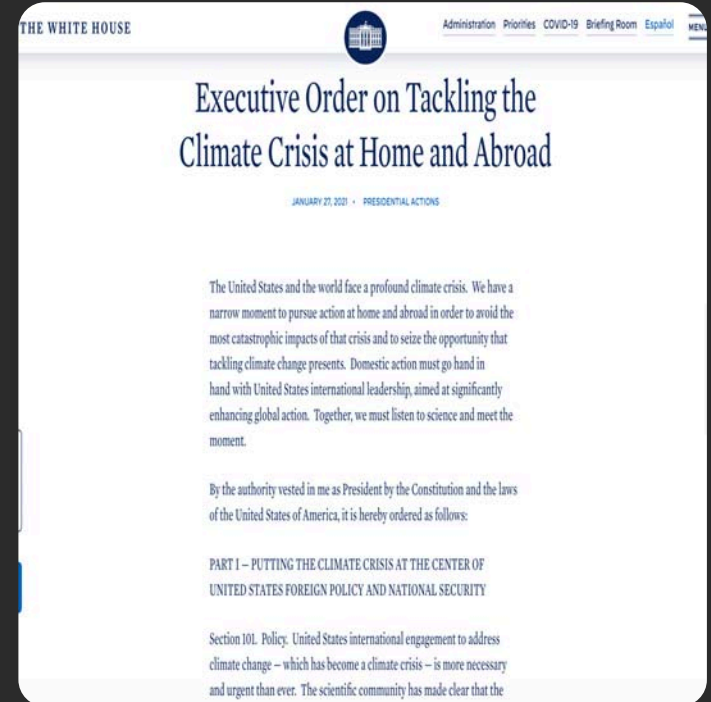 THE WHITE HOUSE
Administration Priorities COVID-19 Briefing Room Español MENU
Executive Order on Tackling the
Climate Crisis at Home and Abroad
JANUARY 27, 2021 • PRESIDENTIAL ACTIONS
The United States and the world face a profound climate crisis. We have a
narrow moment to pursue action at home and abroad in order to avoid the
most catastrophic impacts of that crisis and to seize the opportunity that
tackling climate change presents. Domestic action must go hand in
hand with United States international leadership, aimed at significantly
enhancing global action. Together, we must listen to science and meet the
moment.
By the authority vested in me as President by the Constitution and the laws
of the United States of America, it is hereby ordered as follows:
PART I – PUTTING THE CLIMATE CRISIS AT THE CENTER OF
UNITED STATES FOREIGN POLICY AND NATIONAL SECURITY
Section 101. Policy. United States international engagement to address
climate change – which has become a climate crisis – is more necessary
and urgent than ever. The scientific community has made clear that the